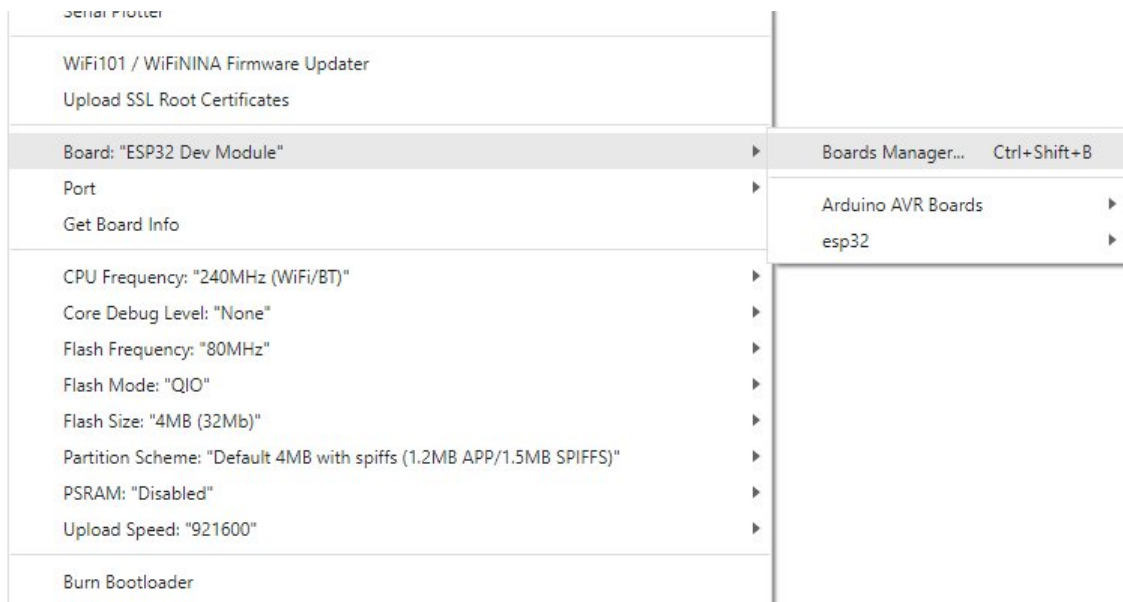 Serial Plotter
WiFi101 / WiFiNINA Firmware Updater
Upload SSL Root Certificates
Board: "ESP32 Dev Module"
Boards Manager... Ctrl+Shift+B
Port
Arduino AVR Boards
Get Board Info
esp32
CPU Frequency: "240MHz (WiFi/BT)"
Core Debug Level: "None"
Flash Frequency: "80MHz"
Flash Mode: "QIO"
Flash Size: "4MB (32Mb)"
Partition Scheme: "Default 4MB with spiffs (1.2MB APP/1.5MB SPIFFS)"
PSRAM: "Disabled"
Upload Speed: "921600"
Burn Bootloader